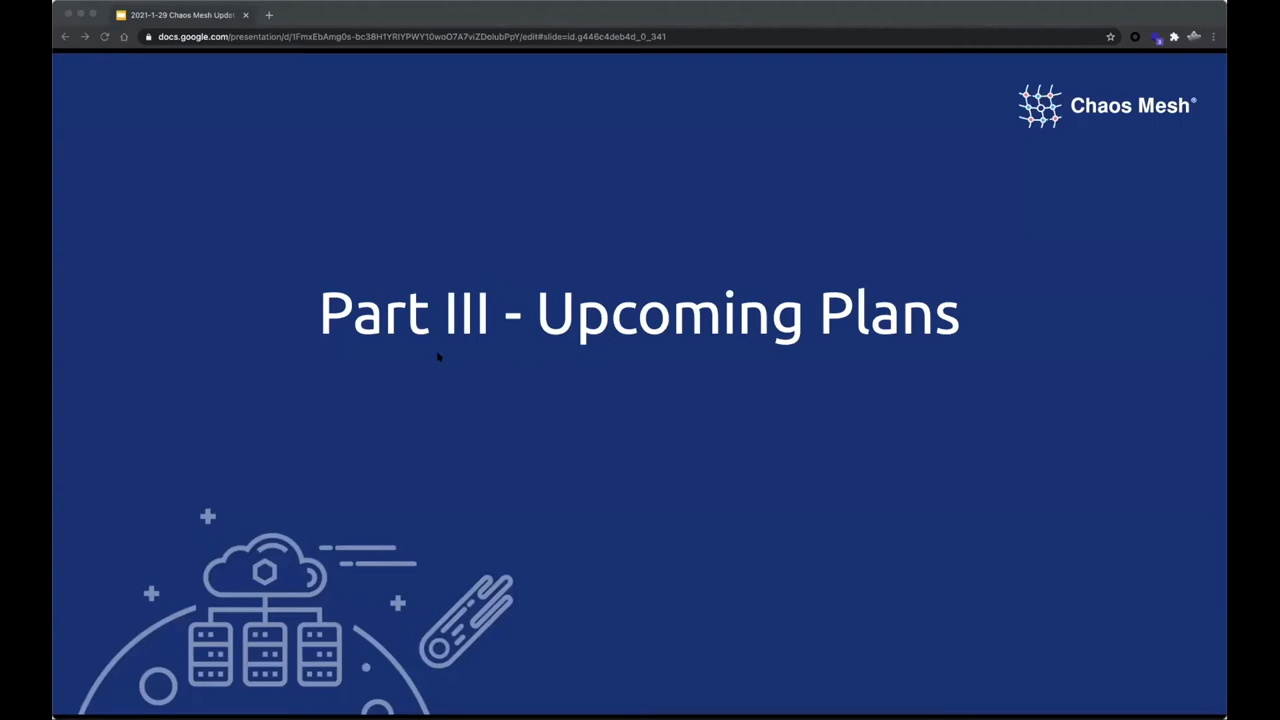 2021-1-29 Chaos Mesh Updat
docs.google.com/presentation/d/1FmxEbAmg0s-bc38H1YRIYPWY10woO7A7viZDolubPpY/edit#slide=id.g446c4deb4d_0_341
Chaos Mesh®
Part III - Upcoming Plans